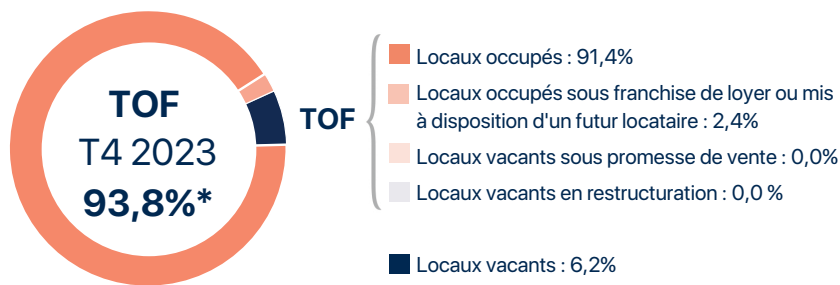 TOF
T4 2023
93,8%*
TOF
Locaux occupés : 91,4%
Locaux occupés sous franchise de loyer ou mis
à disposition d'un futur locataire : 2,4%
Locaux vacants sous promesse de vente : 0,0%
Locaux vacants en restructuration : 0,0 %
Locaux vacants : 6,2%